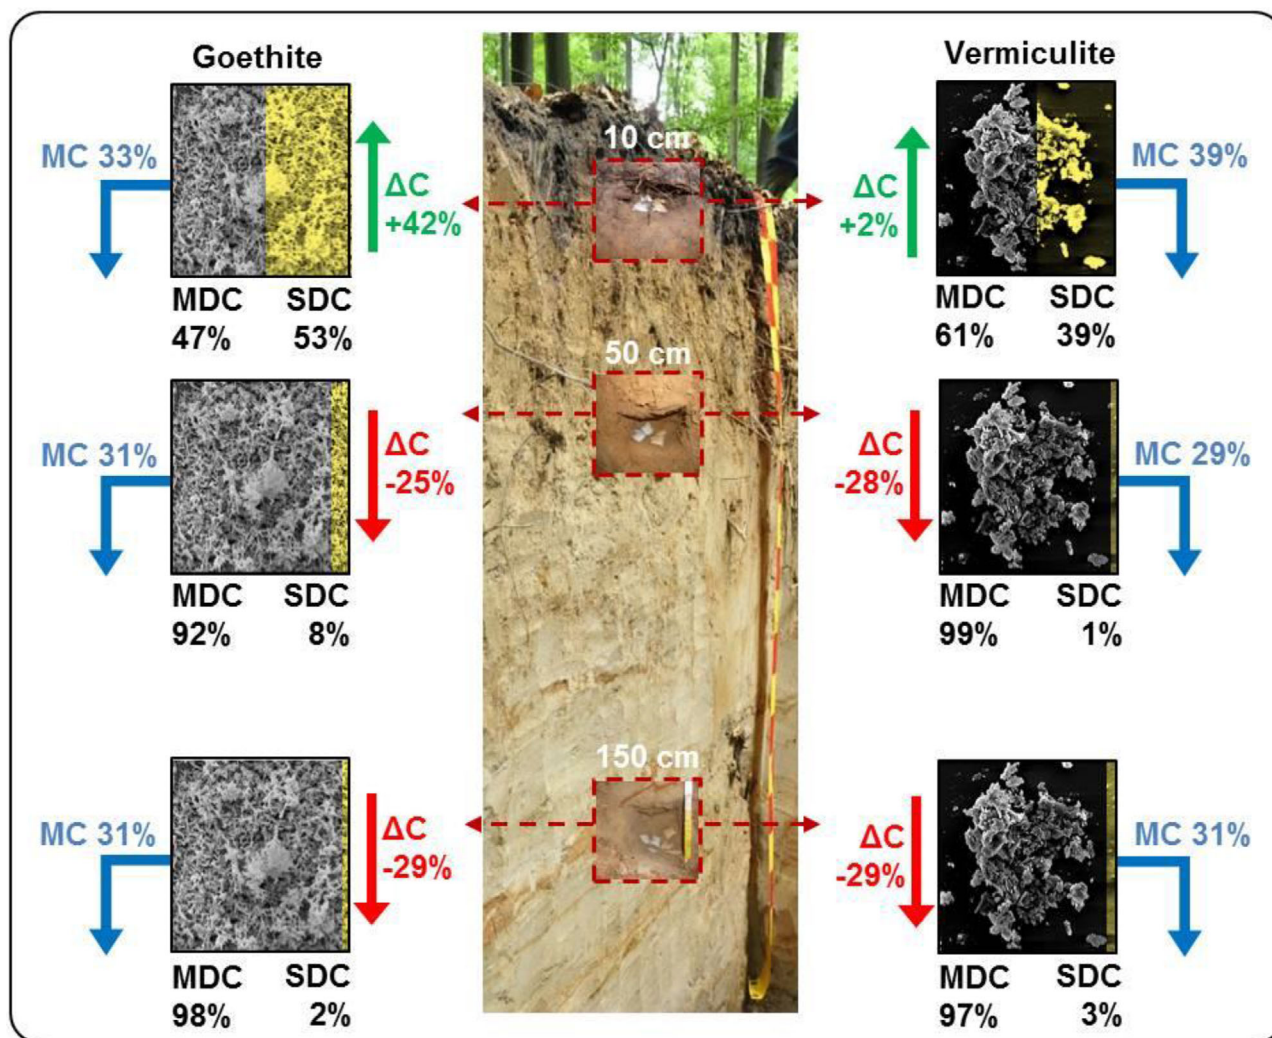 Goethite
Vermiculite
10 cm
MC 33%
ΔC
+42%
MDC SDC
47% 53%
ΔC
+2%
MC 39%
MDC SDC
61% 39%
50 cm
MC 31%
ΔC
-25%
MDC SDC
92% 8%
ΔC
-28%
MC 29%
MDC SDC
99% 1%
150 cm
MC 31%
ΔC
-29%
MDC SDC
98% 2%
ΔC
-29%
MC 31%
MDC SDC
97% 3%